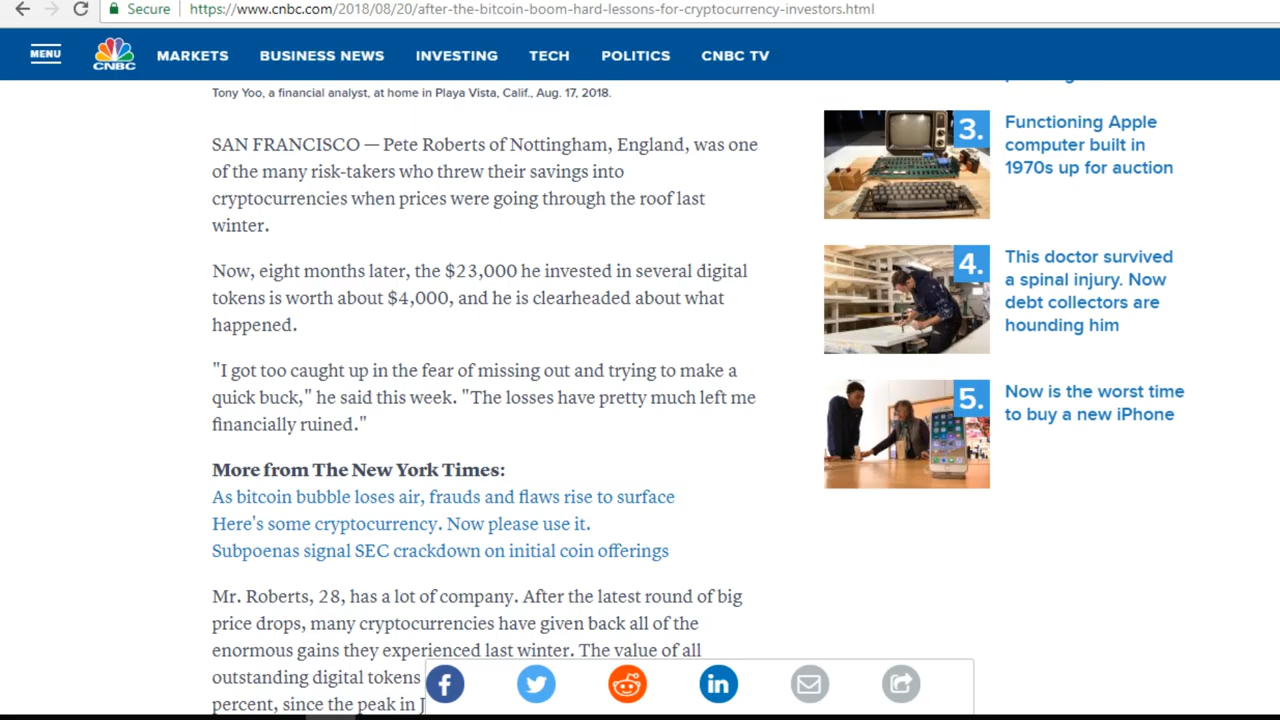 Secure
https://www.cnbc.com/2018/08/20/after-the-bitcoin-boom-hard-lessons-for-cryptocurrency-investors.html
MENU
CNBC
MARKETS
BUSINESS NEWS
INVESTING
TECH
POLITICS
CNBC TV
Tony Yoo, a financial analyst, at home in Playa Vista, Calif., Aug. 17, 2018.
SAN FRANCISCO — Pete Roberts of Nottingham, England, was one
of the many risk-takers who threw their savings into
cryptocurrencies when prices were going through the roof last
winter.
Now, eight months later, the $23,000 he invested in several digital
tokens is worth about $4,000, and he is clearheaded about what
happened.
"I got too caught up in the fear of missing out and trying to make a
quick buck," he said this week. "The losses have pretty much left me
financially ruined."
More from The New York Times:
As bitcoin bubble loses air, frauds and flaws rise to surface
Here's some cryptocurrency. Now please use it.
Subpoenas signal SEC crackdown on initial coin offerings
Mr. Roberts, 28, has a lot of company. After the latest round of big
price drops, many cryptocurrencies have given back all of the
enormous gains they experienced last winter. The value of all
outstanding digital tokens
percent, since the peak in J
3.
Functioning Apple
computer built in
1970s up for auction
4.
This doctor survived
a spinal injury. Now
debt collectors are
hounding him
5.
Now is the worst time
to buy a new iPhone
f
in